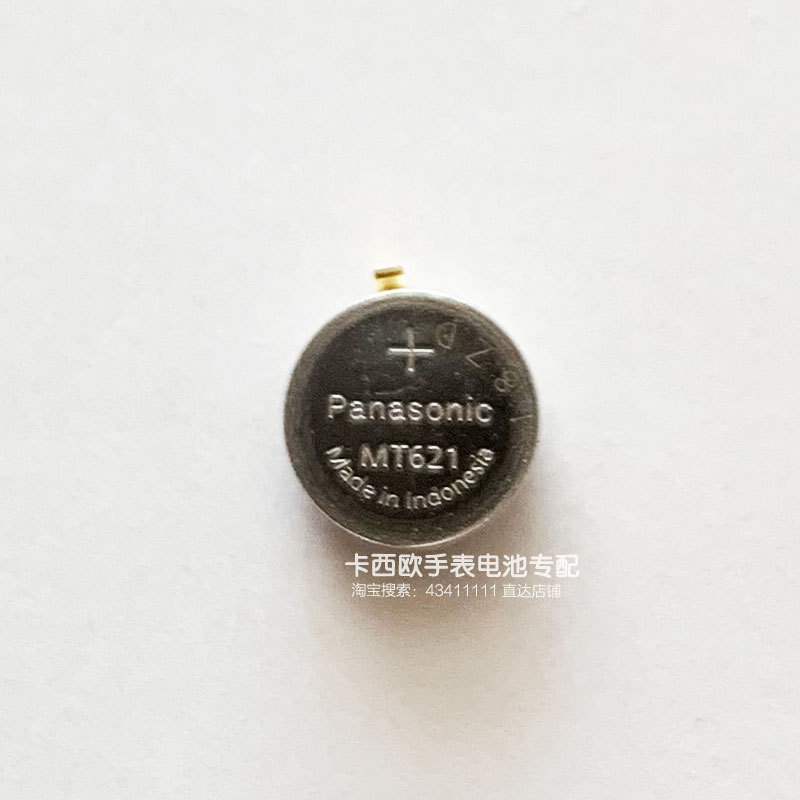 +
Panasonic
MT621
Made in Indonesia
卡西欧手表电池专配
淘宝搜索：43411111 直达店铺